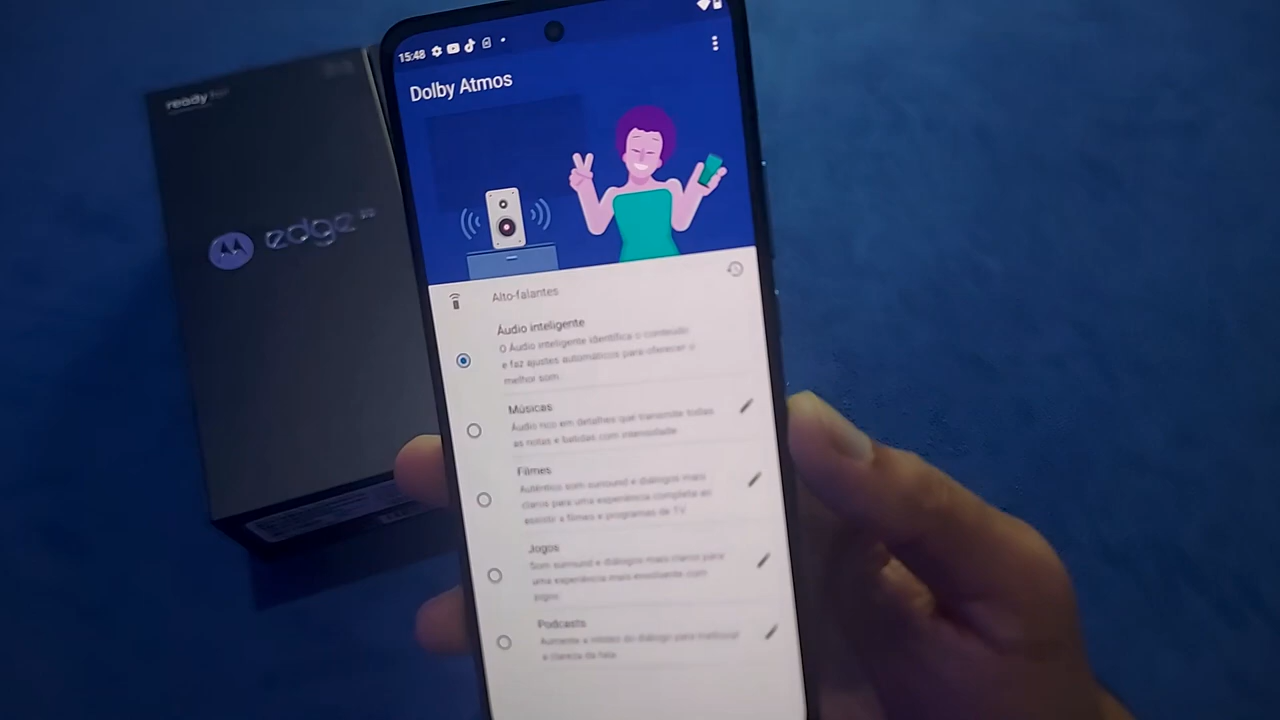 15:48
Dolby Atmos
ready
edge
Alto-falantes
Áudio inteligente
O Áudio inteligente identifica o conteúdo
e faz ajustes automáticos para oferecer o
melhor som.
Músicas
Áudio rico em detalhes que transmite todas
as notas e batidas com intensidade.
Filmes
Autêntico som surround e diálogos mais
claros para uma experiência completa ao
assistir a filmes e programas de TV
Jogos
Som surround e diálogos mais claros para
uma experiência mais envolvente com
jogos
Podcasts
Aumente a nitidez do diálogo para melhorar
a clareza da fala